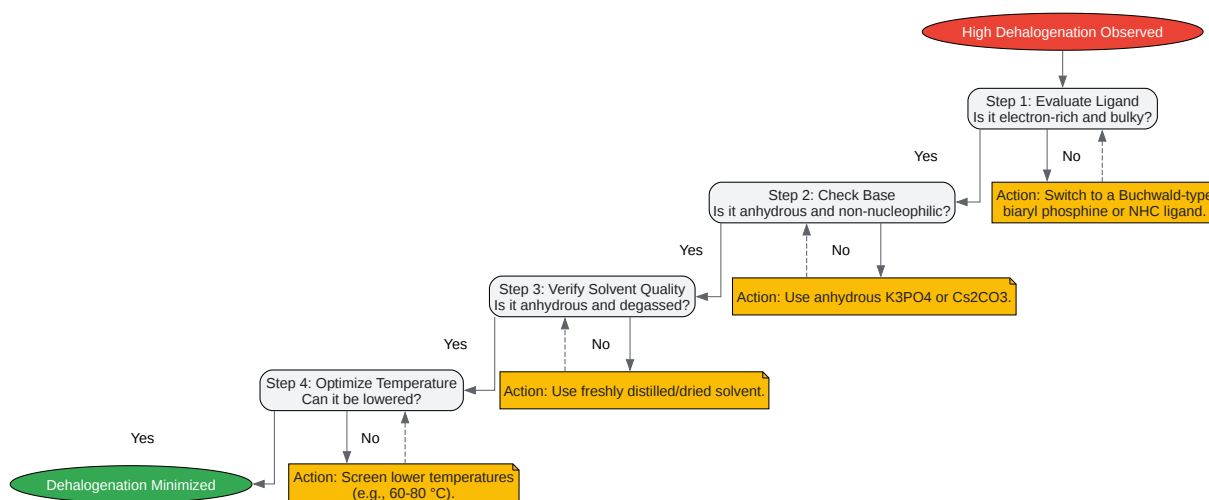 High Dehalogenation Observed
Step 1: Evaluate Ligand
Is it electron-rich and bulky?
Yes
No
Action: Switch to a Buchwald-type
biaryl phosphine or NHC ligand.
Step 2: Check Base
Is it anhydrous and non-nucleophilic?
Yes
No
Action: Use anhydrous K3PO4 or Cs2CO3.
Step 3: Verify Solvent Quality
Is it anhydrous and degassed?
Yes
No
Action: Use freshly distilled/dried solvent.
Step 4: Optimize Temperature
Can it be lowered?
Yes
No
Action: Screen lower temperatures
(e.g., 60-80 °C).
Dehalogenation Minimized